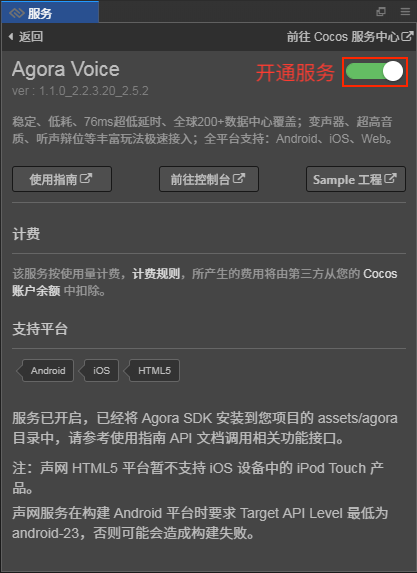 服务
返回
前往 Cocos 服务中心
Agora Voice
开通服务
ver : 1.1.0_2.2.3.20_2.5.2
稳定、低耗、76ms超低延时、全球200+数据中心覆盖；变声器、超高音
质、听声辩位等丰富玩法极速接入；全平台支持：Android、iOS、Web。
使用指南
前往控制台
Sample 工程
计费
该服务按使用量计费，计费规则，所产生的费用将由第三方从您的 Cocos
账户余额 中扣除。
支持平台
Android
iOS
HTML5
服务已开启，已经将 Agora SDK 安装到您项目的 assets/agora
目录中，请参考使用指南 API 文档调用相关功能接口。
注：声网 HTML5 平台暂不支持 iOS 设备中的 iPod Touch 产
品。
声网服务在构建 Android 平台时要求 Target API Level 最低为
android-23，否则可能会造成构建失败。